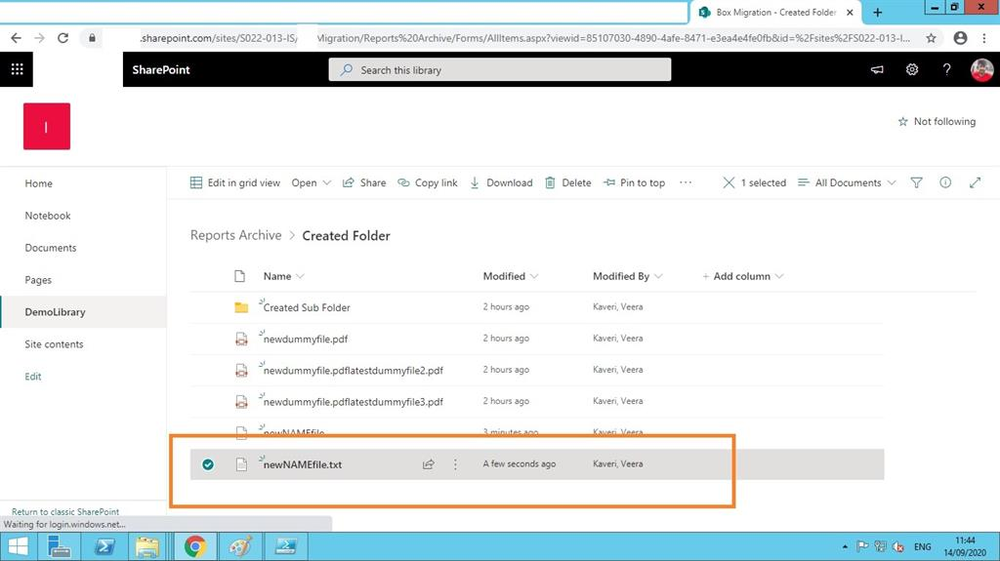 Box Migration - Created Folder
.sharepoint.com/sites/S022-013-IS/ Migration/Reports%20Archive/Forms/AllItems.aspx?viewid=85107030-4890-4afe-8471-e3ea4e4fe0fb&id=%2Fsites%2FS022-013-I...
SharePoint
Search this library
?
I
Not following
Home
Notebook
Documents
Pages
DemoLibrary
Site contents
Edit
Edit in grid view Open Share Copy link Download Delete Pin to top ... 1 selected All Documents
Reports Archive > Created Folder
Name Modified Modified By + Add column
Created Sub Folder 2 hours ago Kaveri, Veera
newdummyfile.pdf 2 hours ago Kaveri, Veera
newdummyfile.pdflatestdummyfile2.pdf 2 hours ago Kaveri, Veera
newdummyfile.pdflatestdummyfile3.pdf 2 hours ago Kaveri, Veera
newNAMEfile 3 minutes ago Kaveri, Veera
newNAMEfile.txt A few seconds ago Kaveri, Veera
Return to classic SharePoint
Waiting for login.windows.net...
ENG
11:44
14/09/2020